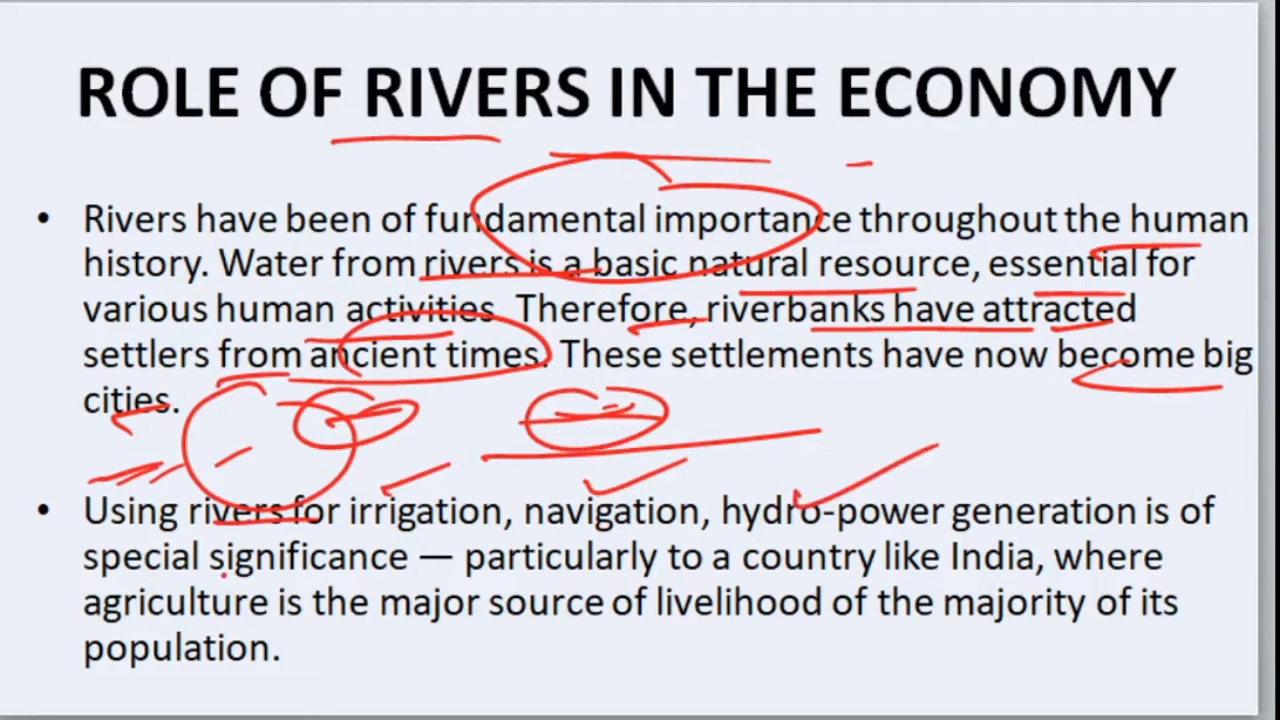 ROLE OF RIVERS IN THE ECONOMY
• Rivers have been of fundamental importance throughout the human
history. Water from rivers is a basic natural resource, essential for
various human activities. Therefore, riverbanks have attracted
settlers from ancient times. These settlements have now become big
cities.
• Using rivers for irrigation, navigation, hydro-power generation is of
special significance — particularly to a country like India, where
agriculture is the major source of livelihood of the majority of its
population.